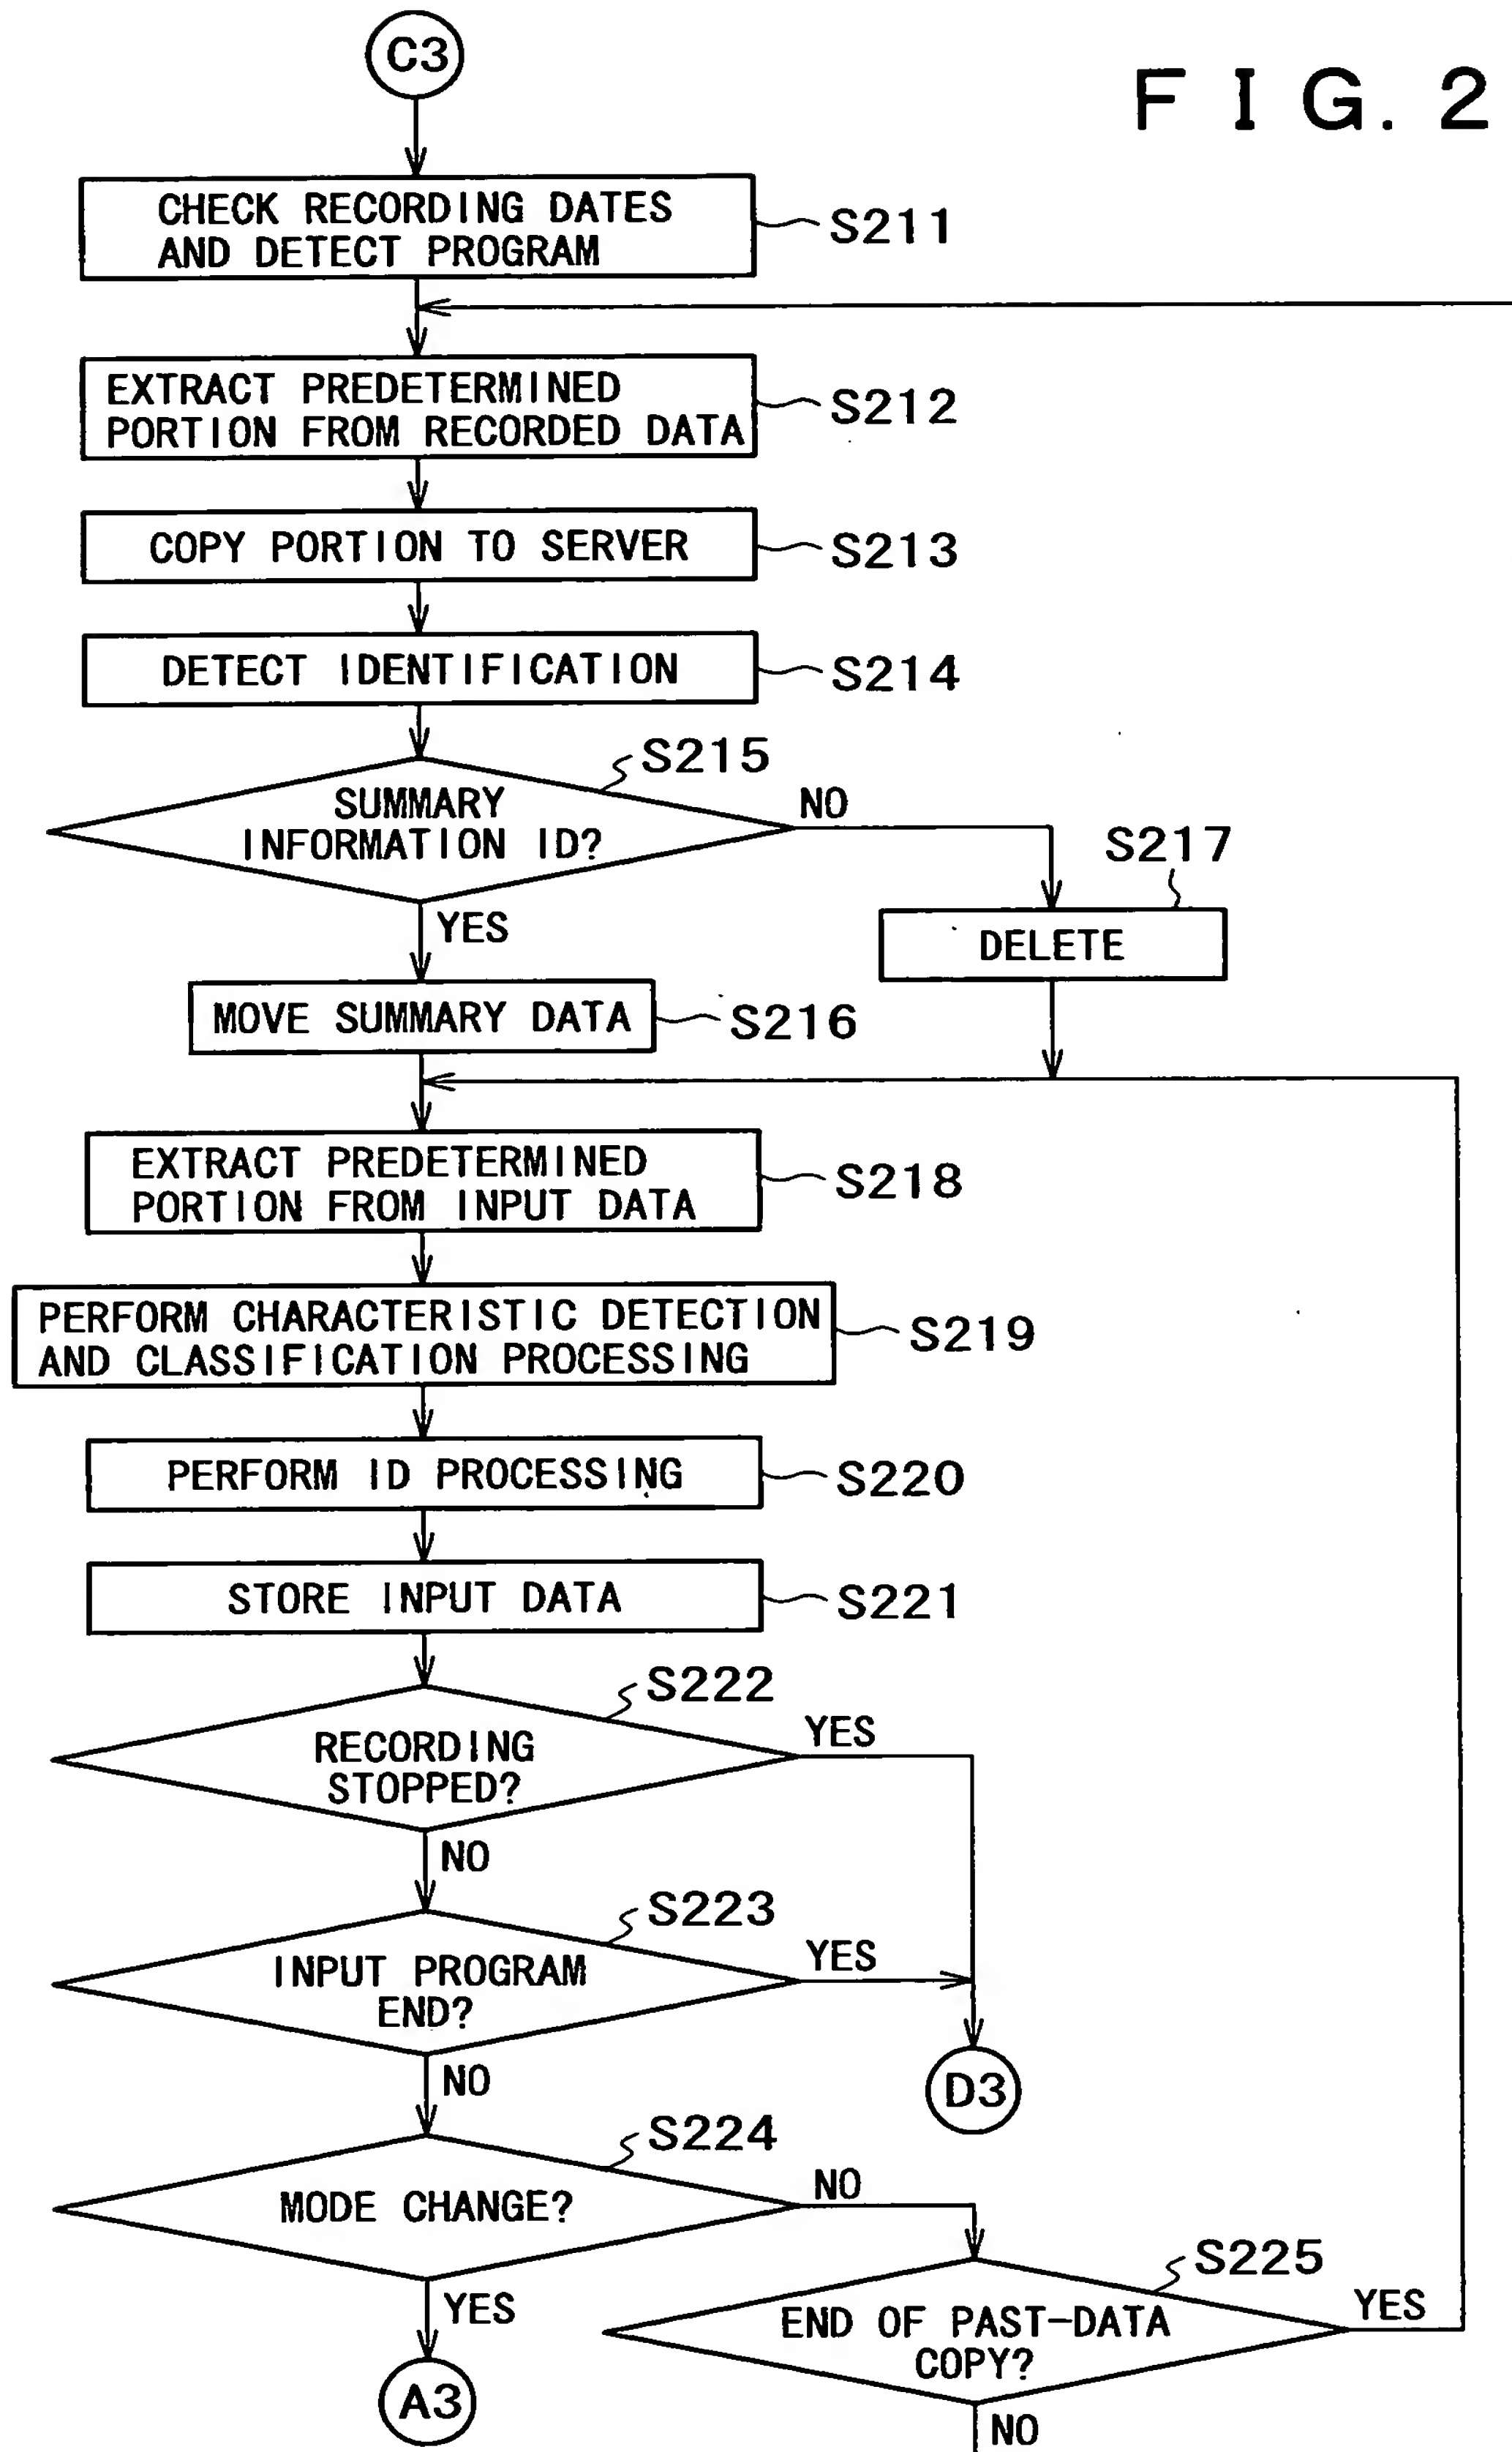 C3
F I G. 2
CHECK RECORDING DATES
AND DETECT PROGRAM
S211
EXTRACT PREDETERMINED
PORTION FROM RECORDED DATA
S212
COPY PORTION TO SERVER
S213
DETECT IDENTIFICATION
S214
S215
SUMMARY
INFORMATION ID?
NO
S217
DELETE
YES
MOVE SUMMARY DATA
S216
EXTRACT PREDETERMINED
PORTION FROM INPUT DATA
S218
PERFORM CHARACTERISTIC DETECTION
AND CLASSIFICATION PROCESSING
S219
PERFORM ID PROCESSING
S220
STORE INPUT DATA
S221
S222
RECORDING
STOPPED?
YES
NO
S223
INPUT PROGRAM
END?
YES
D3
NO
S224
MODE CHANGE?
NO
S225
END OF PAST-DATA
COPY?
YES
YES
A3
NO